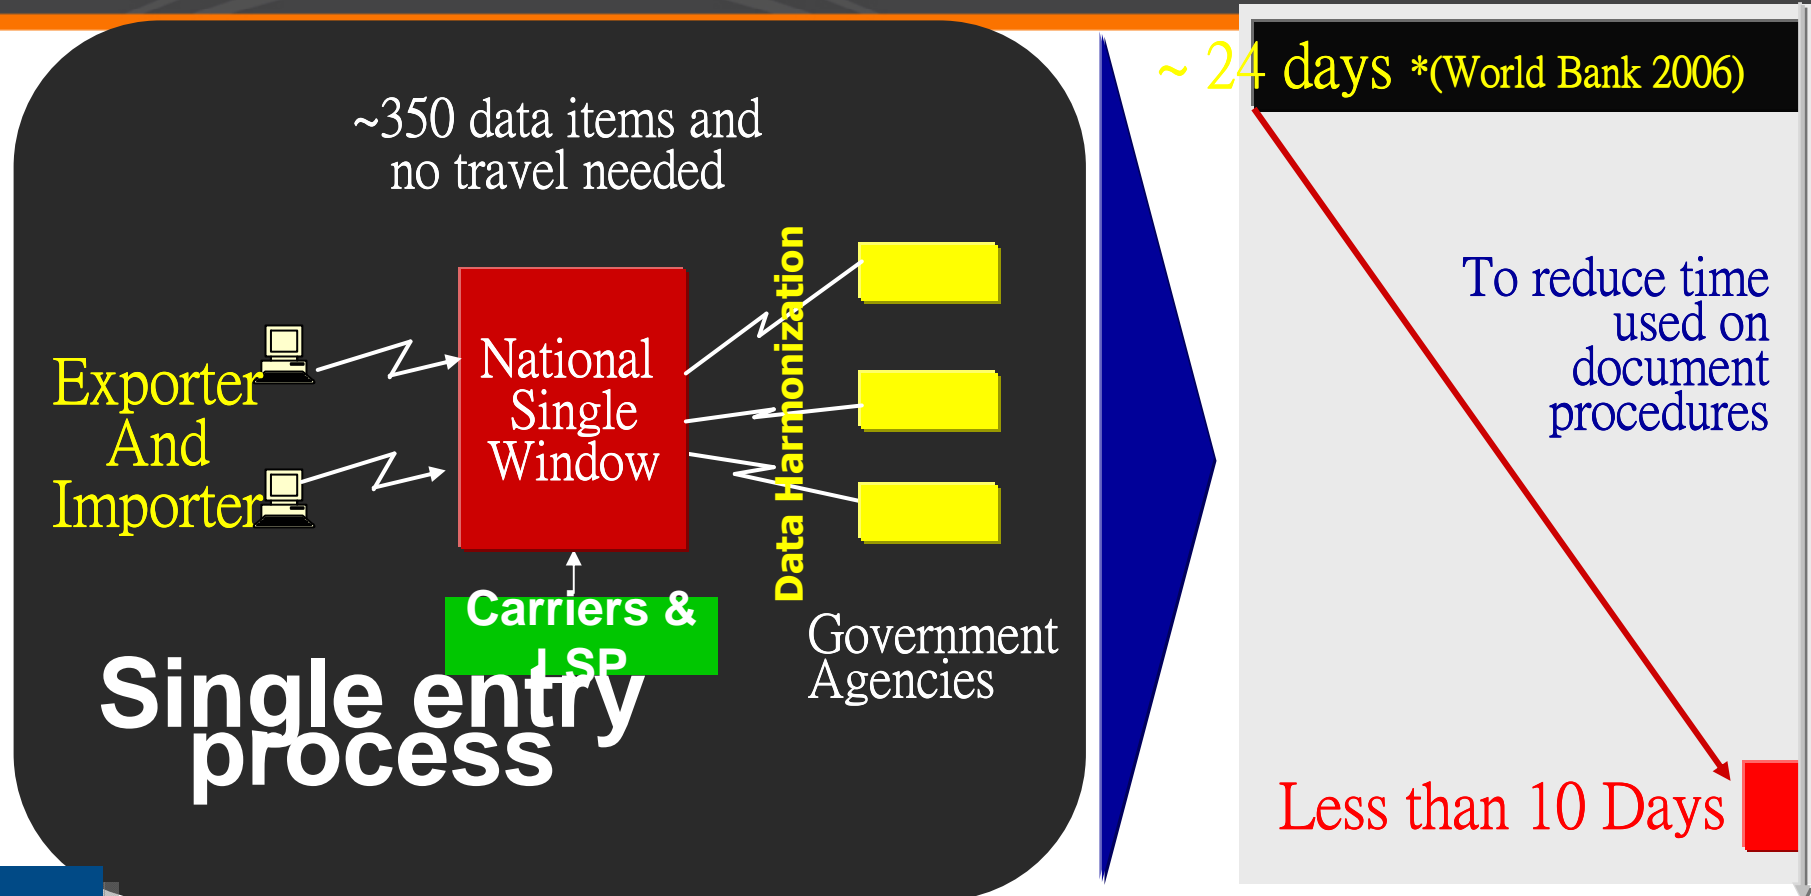 ~350 data items and
no travel needed
Exporter
And
Importer
National
Single
Window
Data Harmonization
Carriers &
LSP
Government
Agencies
Single entry
process
~ 24 days *(World Bank 2006)
To reduce time
used on
document
procedures
Less than 10 Days